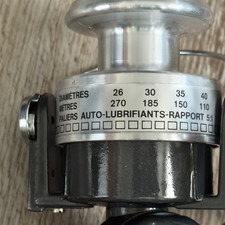 DIAMETRES 26 30 35 40
METRES 270 185 150 110
PALIERS AUTO-LUBRIFIANTS-RAPPORT 5:1